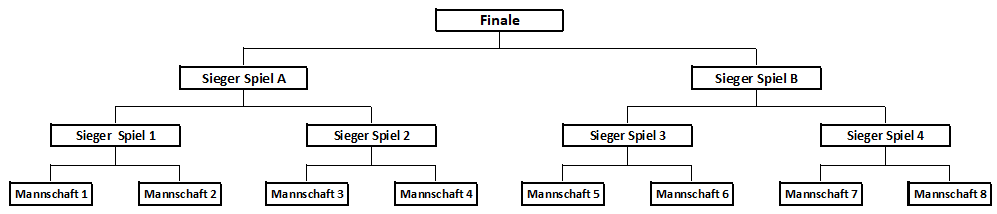 Finale
Sieger Spiel A
Sieger Spiel B
Sieger Spiel 1
Sieger Spiel 2
Sieger Spiel 3
Sieger Spiel 4
Mannschaft 1
Mannschaft 2
Mannschaft 3
Mannschaft 4
Mannschaft 5
Mannschaft 6
Mannschaft 7
Mannschaft 8